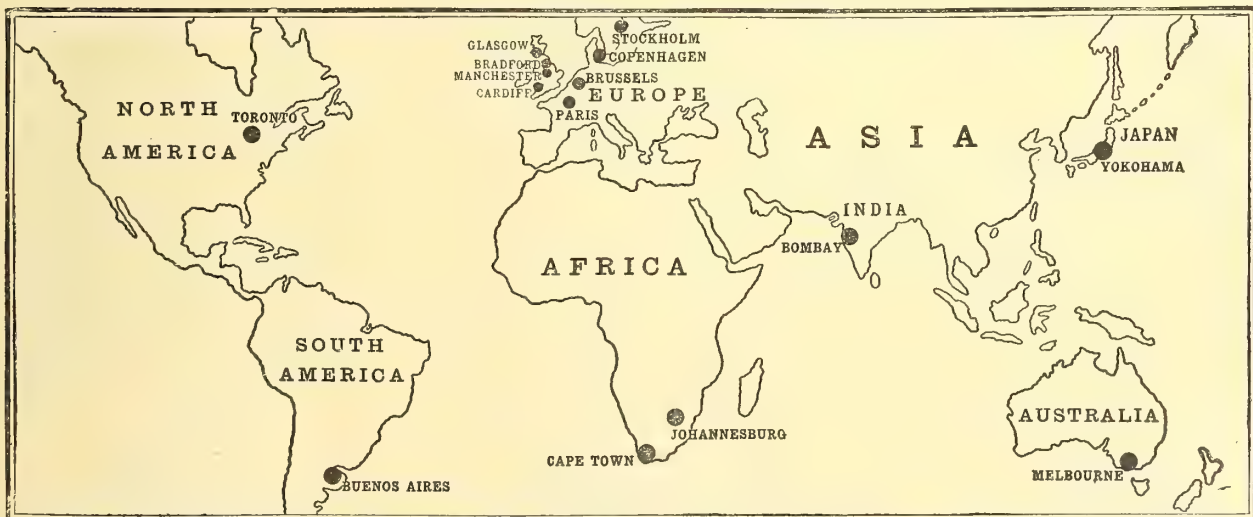 STOCKHOLM
GLASGOW
COPENHAGEN
BRADFORD
MANCHESTER
BRUSSELS
CARDIFF
EUROPE
PARIS
NORTH
AMERICA
TORONTO
ASIA
JAPAN
YOKOHAMA
INDIA
BOMBAY
AFRICA
SOUTH
AMERICA
AUSTRALIA
JOHANNESBURG
CAPE TOWN
MELBOURNE
BUENOS AIRES